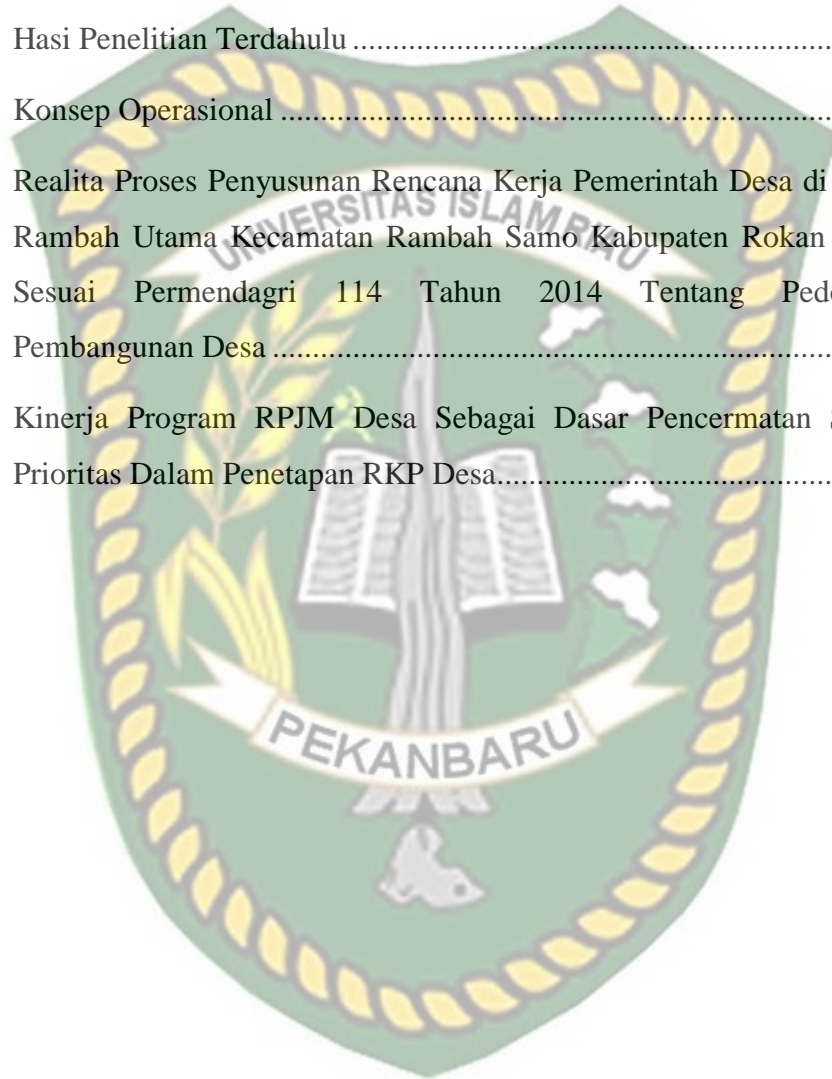 Hasi Penelitian Terdahulu ............................................................
Konsep Operasional .....................................................................
Realita Proses Penyusunan Rencana Kerja Pemerintah Desa di
Rambah Utama Kecamatan Rambah Samo Kabupaten Rokan
Sesuai Permendagri 114 Tahun 2014 Tentang
Pembangunan Desa ......................................................................
Kinerja Program RPJM Desa Sebagai Dasar Pencermatan
Prioritas Dalam Penetapan RKP Desa..........................................
UNIVERSITAS ISLAM RIAU
PEKANBARU